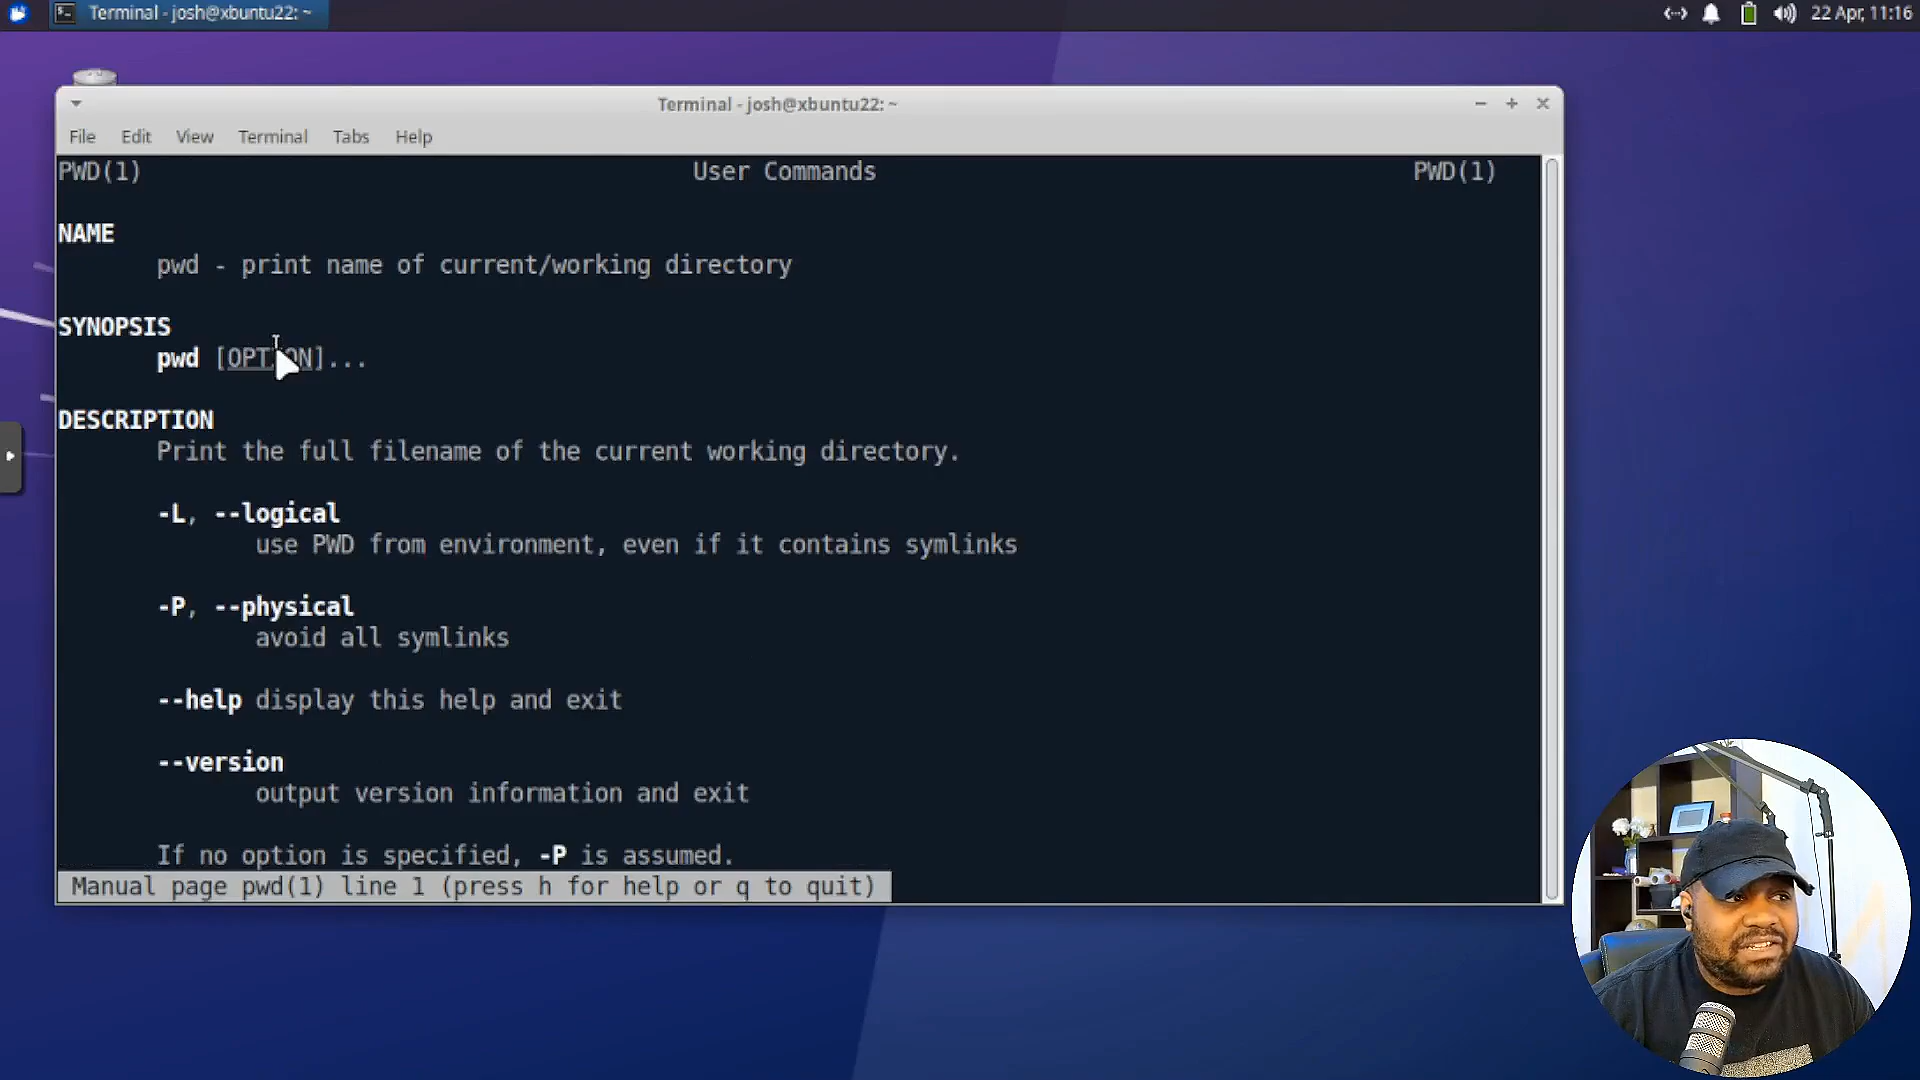 Terminal - josh@xbuntu22: ~
22 Apr, 11:16
Terminal - josh@xbuntu22: ~
File Edit View Terminal Tabs Help
PWD(1) User Commands PWD(1)
NAME
pwd - print name of current/working directory
SYNOPSIS
pwd [OPTION]...
DESCRIPTION
Print the full filename of the current working directory.
-L, --logical
use PWD from environment, even if it contains symlinks
-P, --physical
avoid all symlinks
--help display this help and exit
--version
output version information and exit
If no option is specified, -P is assumed.
Manual page pwd(1) line 1 (press h for help or q to quit)